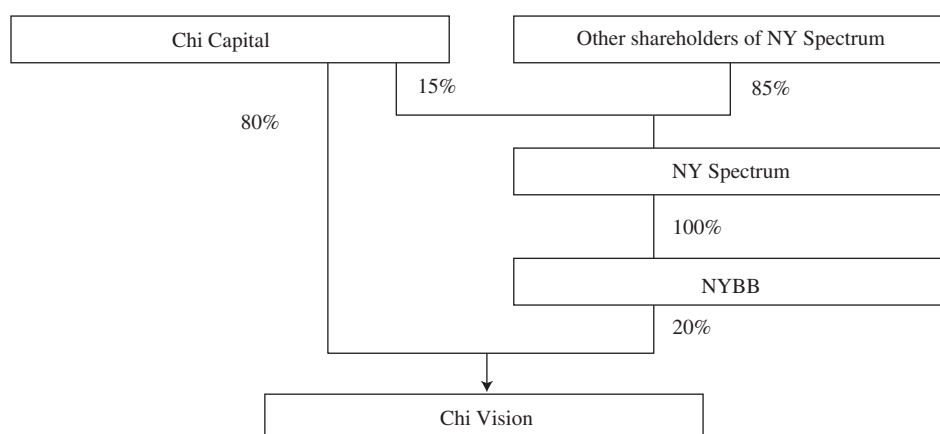 Chi Capital
Other shareholders of NY Spectrum
15%
85%
80%
NY Spectrum
100%
NYBB
20%
Chi Vision